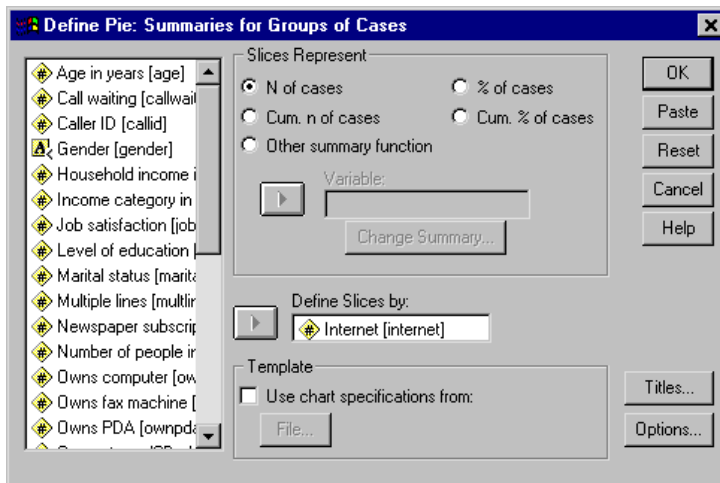 Define Pie: Summaries for Groups of Cases
Age in years [age]
Call waiting [callwait
Caller ID [callid]
Gender [gender]
Household income i
Income category in
Job satisfaction [job
Level of education [
Marital status [marita
Multiple lines [multlin
Newspaper subscrip
Number of people in
Owns computer [ow
Owns fax machine [
Owns PDA [ownpda
Slices Represent
N of cases
% of cases
Cum. n of cases
Cum. % of cases
Other summary function
Variable:
Change Summary...
Define Slices by:
Internet [internet]
Template
Use chart specifications from:
File...
OK
Paste
Reset
Cancel
Help
Titles...
Options...